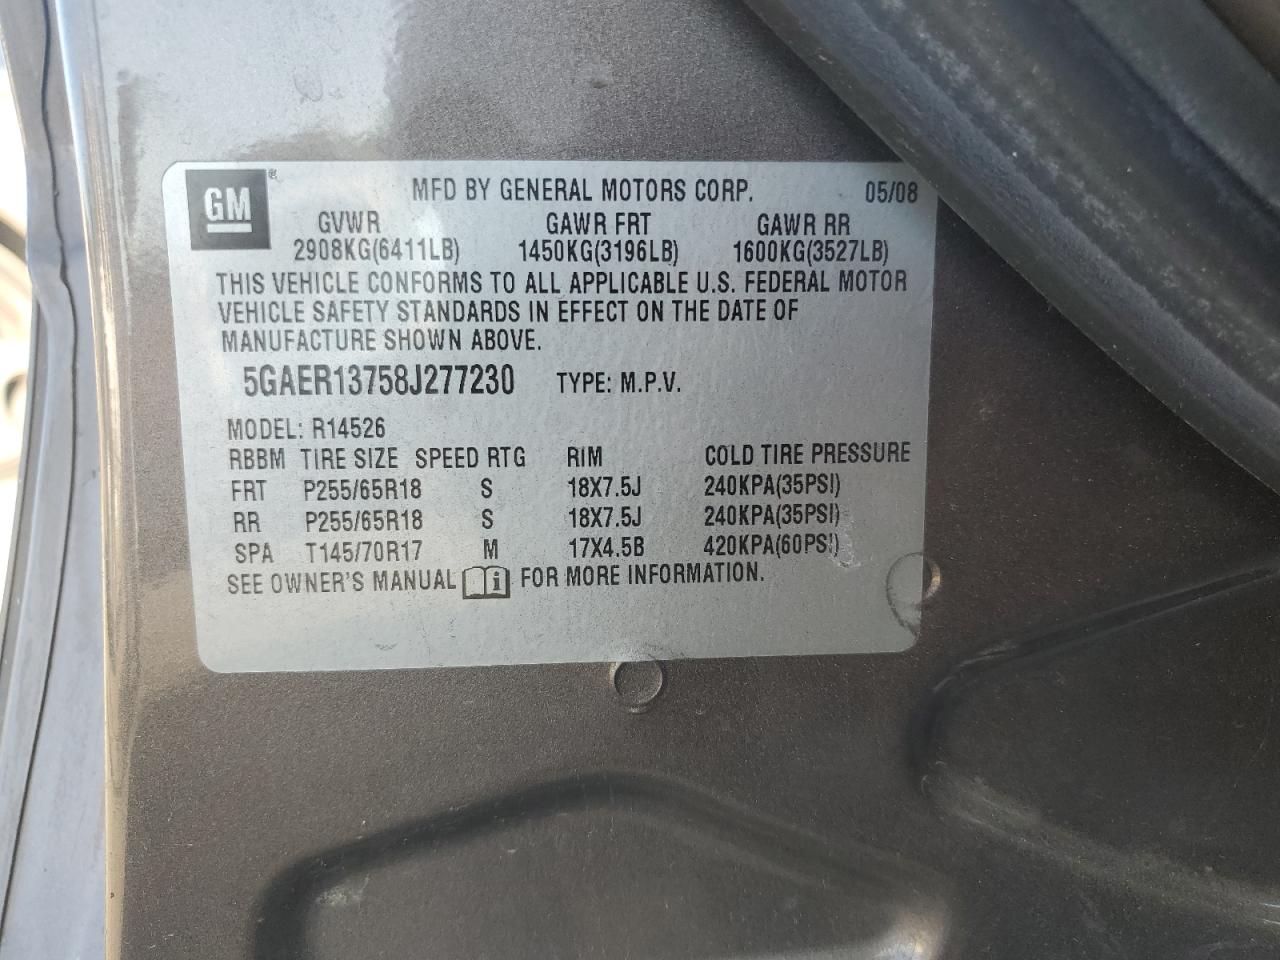 GM ® MFD BY GENERAL MOTORS CORP. 05/08
GVWR GAWR FRT GAWR RR
2908KG(6411LB) 1450KG(3196LB) 1600KG(3527LB)
THIS VEHICLE CONFORMS TO ALL APPLICABLE U.S. FEDERAL MOTOR
VEHICLE SAFETY STANDARDS IN EFFECT ON THE DATE OF
MANUFACTURE SHOWN ABOVE.
5GAER13758J277230 TYPE: M.P.V.
MODEL: R14526
RBBM TIRE SIZE SPEED RTG RIM COLD TIRE PRESSURE
FRT P255/65R18 S 18X7.5J 240KPA(35PSI)
RR P255/65R18 S 18X7.5J 240KPA(35PSI)
SPA T145/70R17 M 17X4.5B 420KPA(60PSI)
SEE OWNER'S MANUAL i FOR MORE INFORMATION.